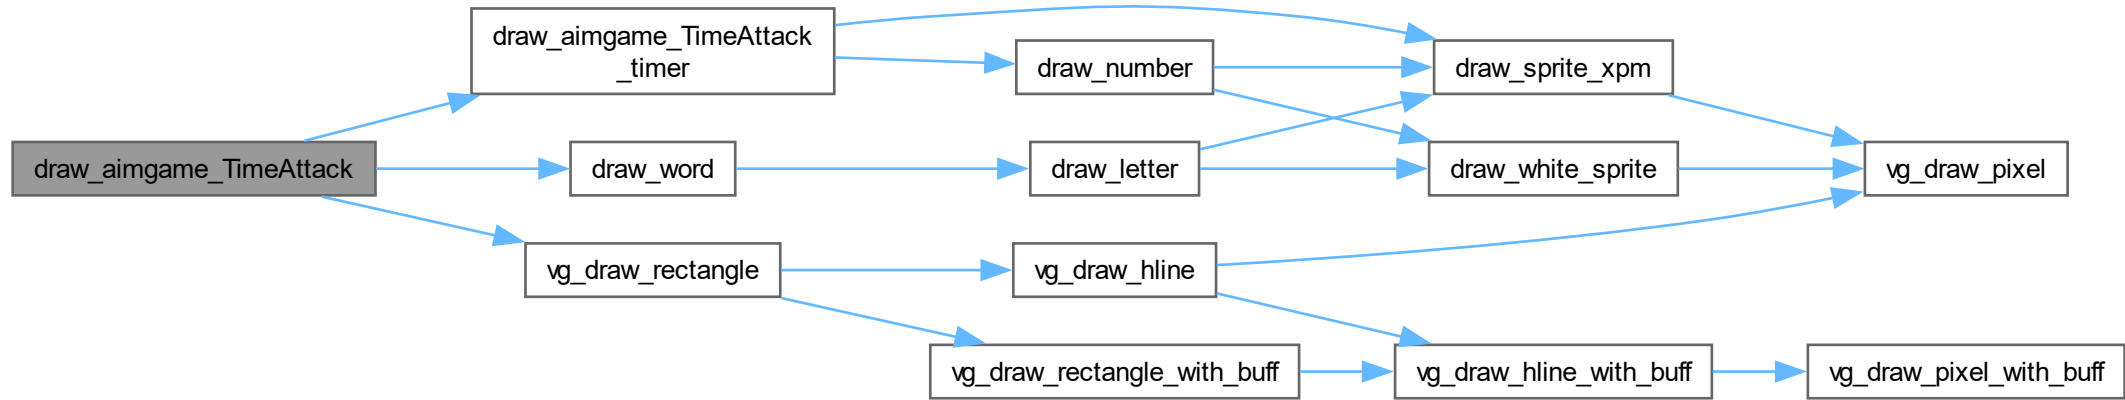 draw_aimgame_TimeAttack
draw_aimgame_TimeAttack
_timer
draw_word
vg_draw_rectangle
draw_number
draw_letter
vg_draw_hline
vg_draw_rectangle_with_buff
draw_sprite_xpm
draw_white_sprite
vg_draw_hline_with_buff
vg_draw_pixel
vg_draw_pixel_with_buff